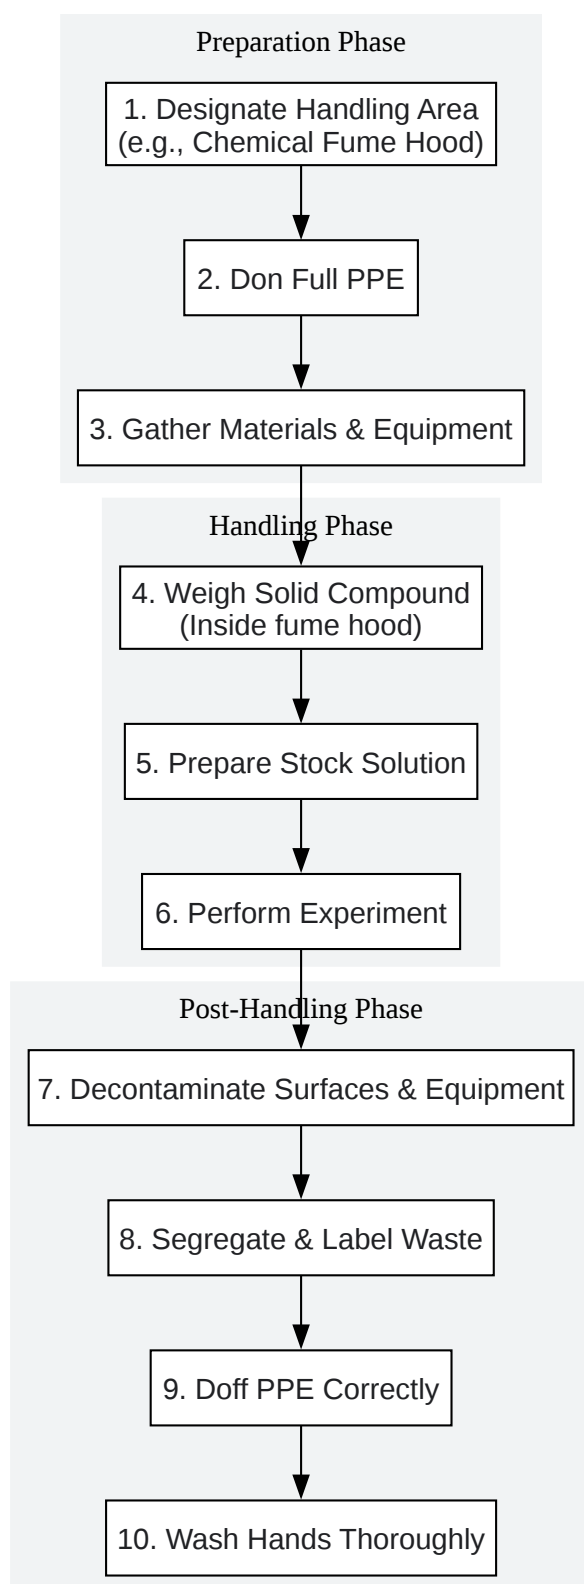 Preparation Phase
1. Designate Handling Area
(e.g., Chemical Fume Hood)
2. Don Full PPE
3. Gather Materials & Equipment
Handling Phase
4. Weigh Solid Compound
(Inside fume hood)
5. Prepare Stock Solution
6. Perform Experiment
Post-Handling Phase
7. Decontaminate Surfaces & Equipment
8. Segregate & Label Waste
9. Doff PPE Correctly
10. Wash Hands Thoroughly